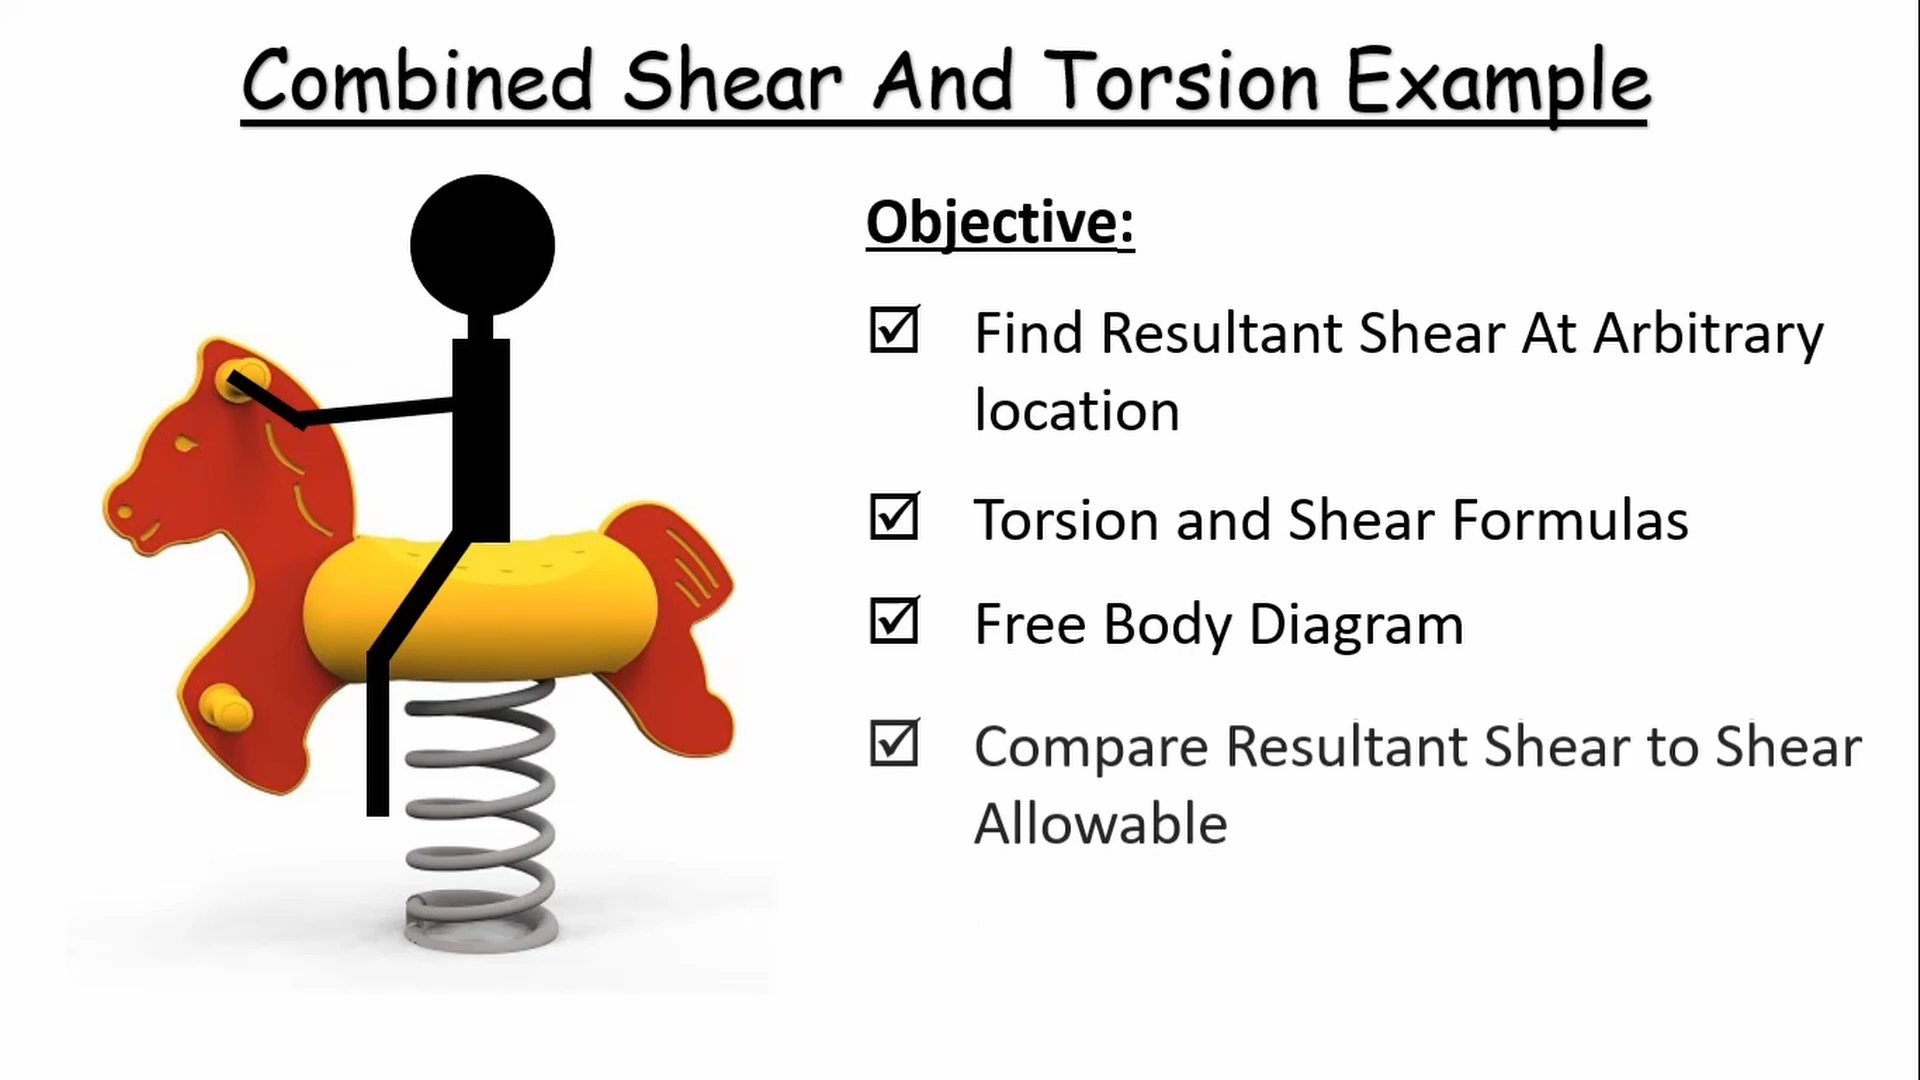 Combined Shear And Torsion Example
Objective:
☑ Find Resultant Shear At Arbitrary
location
☑ Torsion and Shear Formulas
☑ Free Body Diagram
☑ Compare Resultant Shear to Shear
Allowable